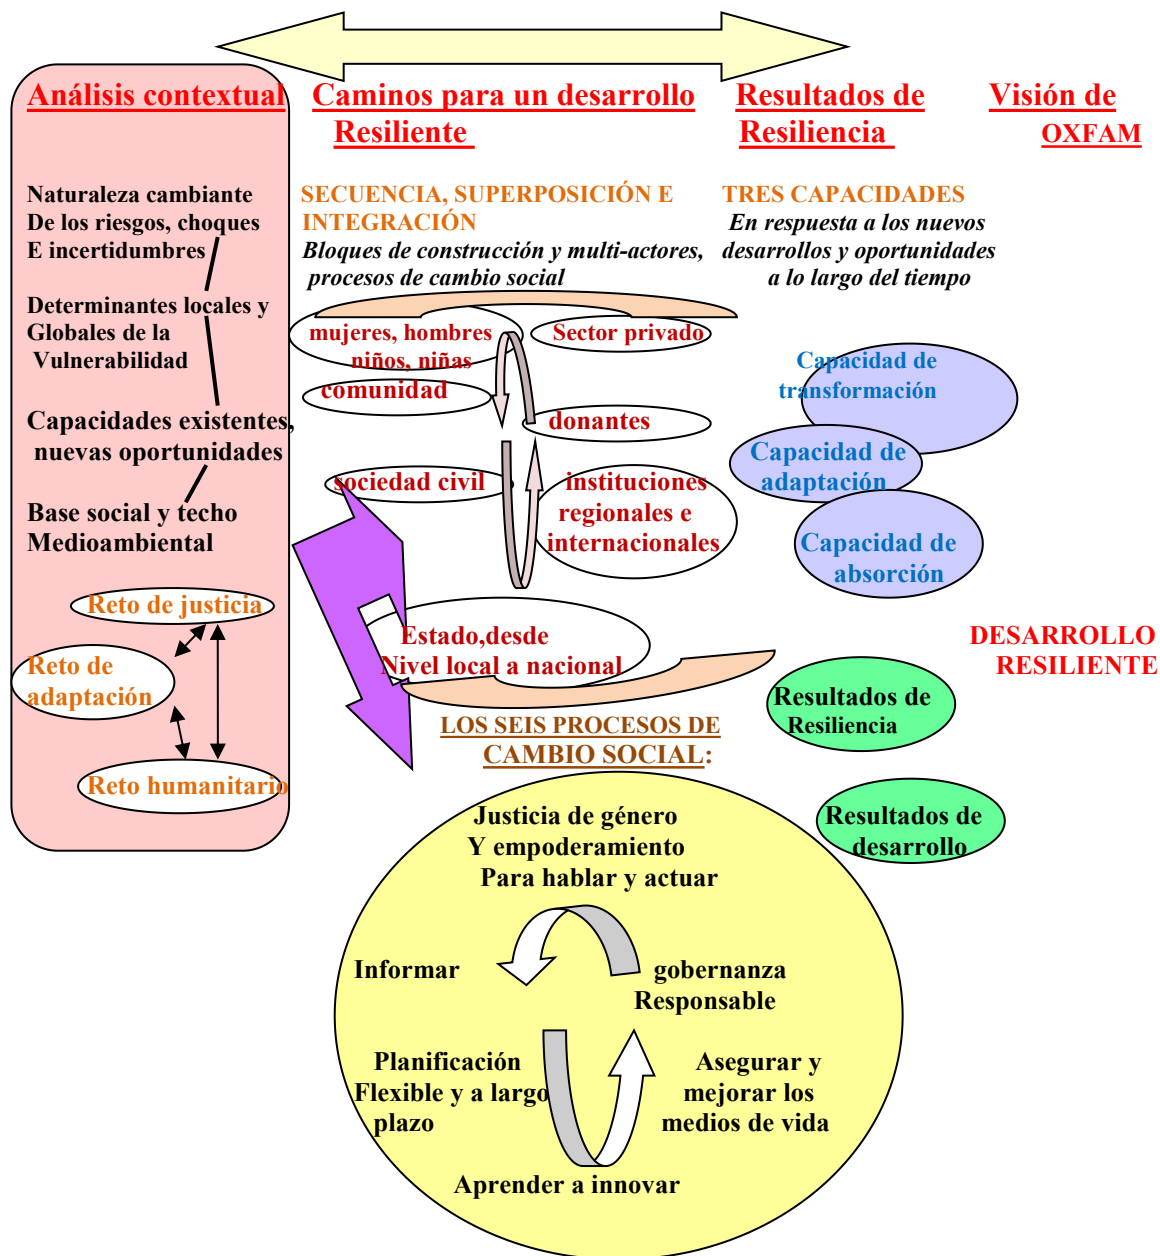 Análisis contextual
Naturaleza cambiante
De los riesgos, choques
E incertidumbres
Determinantes locales y
Globales de la
Vulnerabilidad
Capacidades existentes,
nuevas oportunidades
Base social y techo
Medioambiental
Reto de justicia
Reto de
adaptación
Reto humanitario
Caminos para un desarrollo
Resiliente
SECUENCIA, SUPERPOSICIÓN E
INTEGRACIÓN
Bloques de construcción y multi-actores,
procesos de cambio social
mujeres, hombres
niños, niñas
Sector privado
comunidad
donantes
sociedad civil
instituciones
regionales e
internacionales
Estado,desde
Nivel local a nacional
LOS SEIS PROCESOS DE
CAMBIO SOCIAL:
Justicia de género
Y empoderamiento
Para hablar y actuar
Informar
gobernanza
Responsable
Planificación
Flexible y a largo
plazo
Asegurar y
mejorar los
medios de vida
Aprender a innovar
Resultados de
Resiliencia
TRES CAPACIDADES
En respuesta a los nuevos
desarrollos y oportunidades
a lo largo del tiempo
Capacidad de
transformación
Capacidad de
adaptación
Capacidad de
absorción
Resultados de
Resiliencia
Resultados de
desarrollo
Visión de
OXFAM
DESARROLLO
RESILIENTE